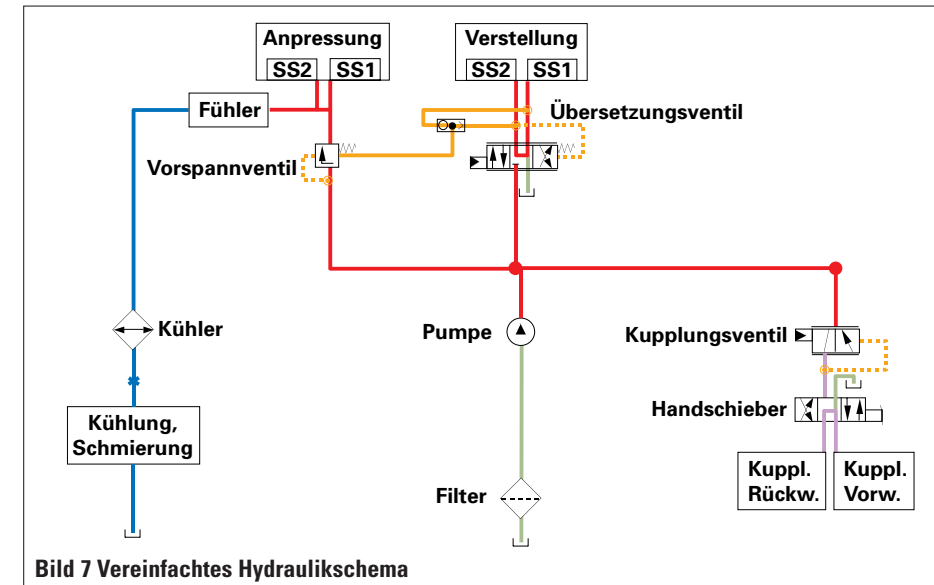 Anpressung
SS2 SS1
Verstellung
SS2 SS1
Fühler
Übersetzungsventil
Vorspannventil
Kühler
Pumpe
Kupplungsventil
Handschieber
Kühlung,
Schmierung
Filter
Kuppl.
Rückw.
Kuppl.
Vorw.
Bild 7 Vereinfachtes Hydraulikschema